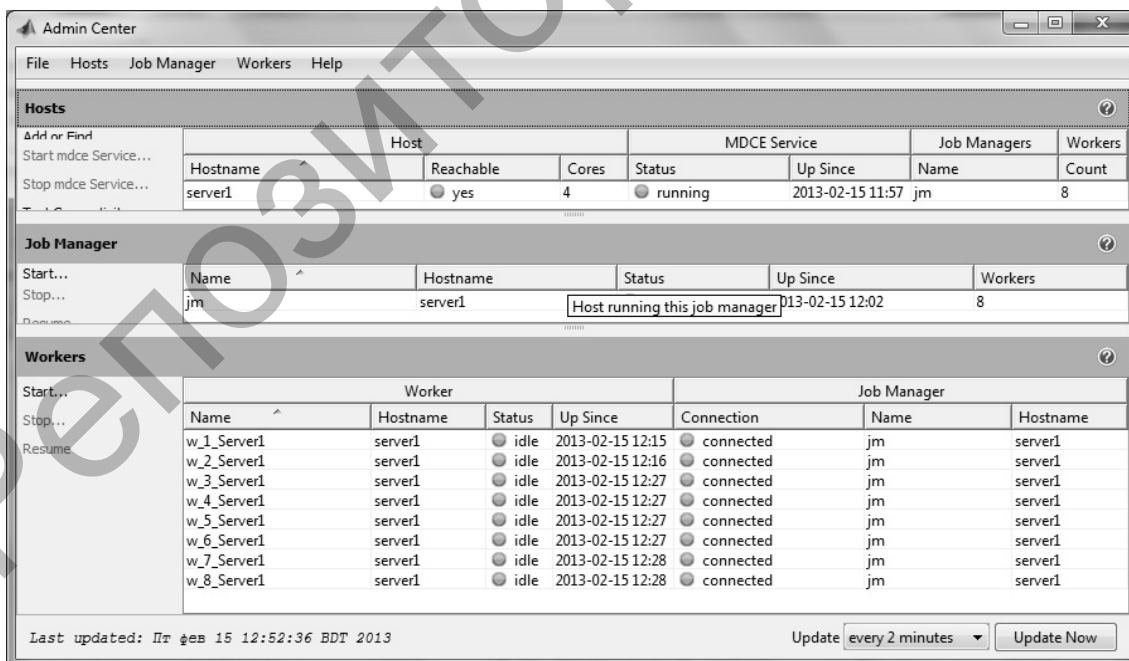 Admin Center
File Hosts Job Manager Workers Help
Hosts
Add or Find
Start mdce Service...
Stop mdce Service...
Host MDCE Service Job Managers Workers
Hostname Reachable Cores Status Up Since Name Count
server1 yes 4 running 2013-02-15 11:57 jm 8
Job Manager
Start...
Stop...
Resume
Name Hostname Status Up Since Workers
jm server1 Host running this job manager 013-02-15 12:02 8
Workers
Start...
Stop...
Resume
Worker Job Manager
Name Hostname Status Up Since Connection Name Hostname
w_1_Server1 server1 idle 2013-02-15 12:15 connected jm server1
w_2_Server1 server1 idle 2013-02-15 12:16 connected jm server1
w_3_Server1 server1 idle 2013-02-15 12:27 connected jm server1
w_4_Server1 server1 idle 2013-02-15 12:27 connected jm server1
w_5_Server1 server1 idle 2013-02-15 12:27 connected jm server1
w_6_Server1 server1 idle 2013-02-15 12:27 connected jm server1
w_7_Server1 server1 idle 2013-02-15 12:28 connected jm server1
w_8_Server1 server1 idle 2013-02-15 12:28 connected jm server1
Last updated: Пт фев 15 12:52:36 BDT 2013 Update every 2 minutes Update Now
Репозито